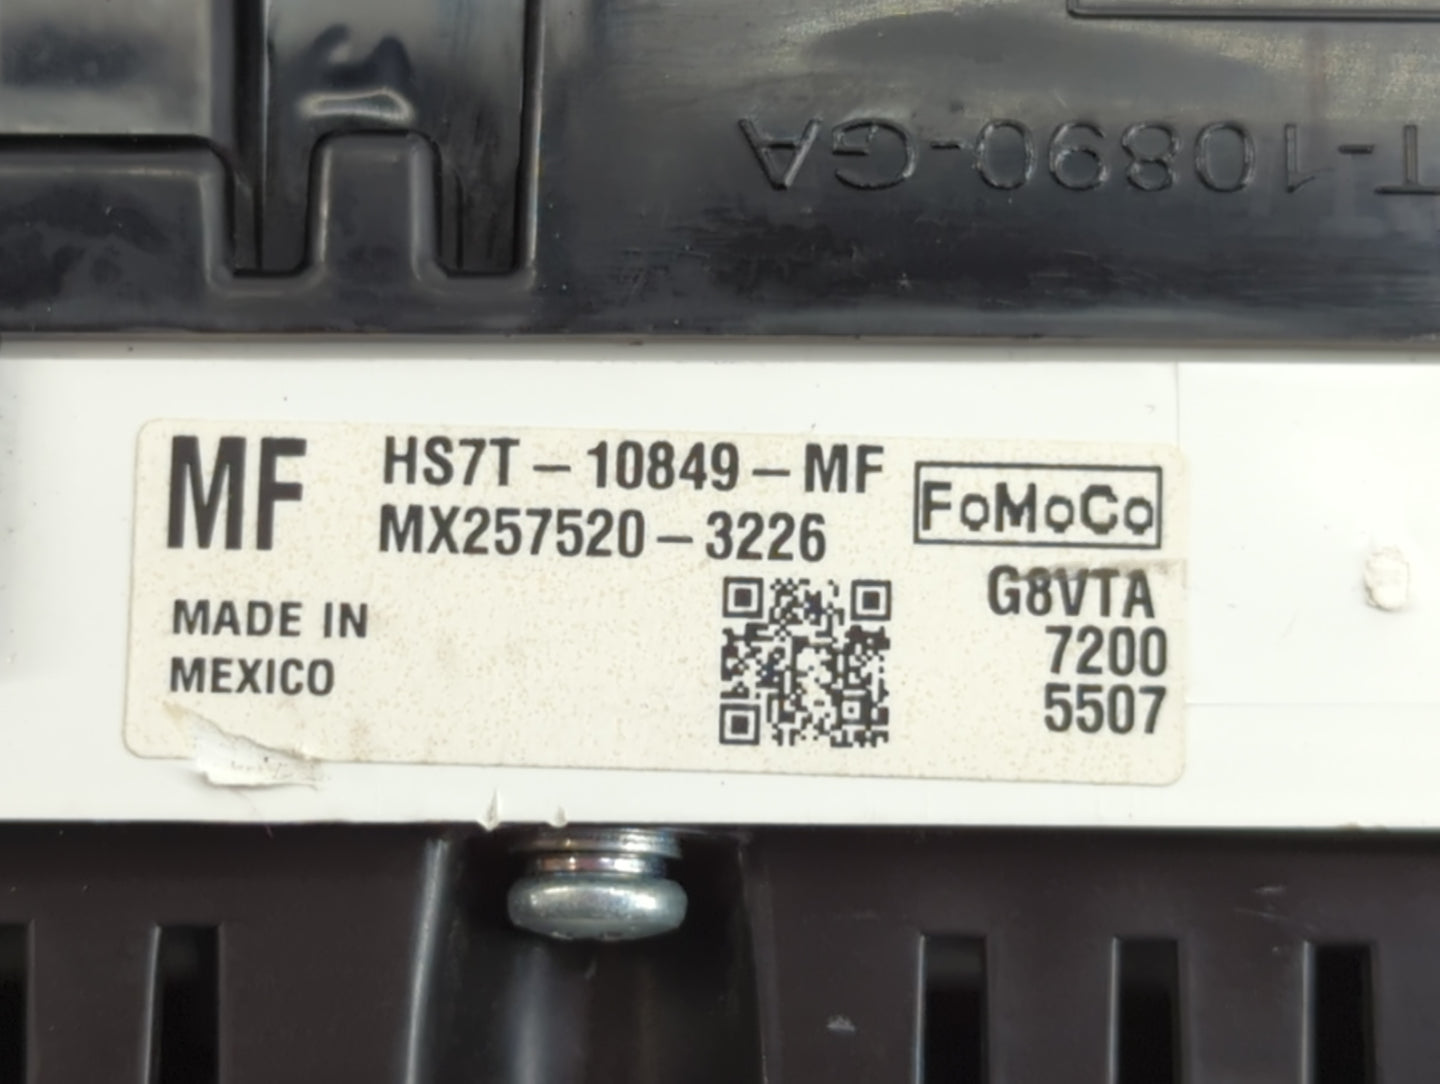 T-10890-GA
MF
HS7T-10849-MF
MX257520-3226
FoMoCo
MADE IN
MEXICO
G8VTA
7200
5507